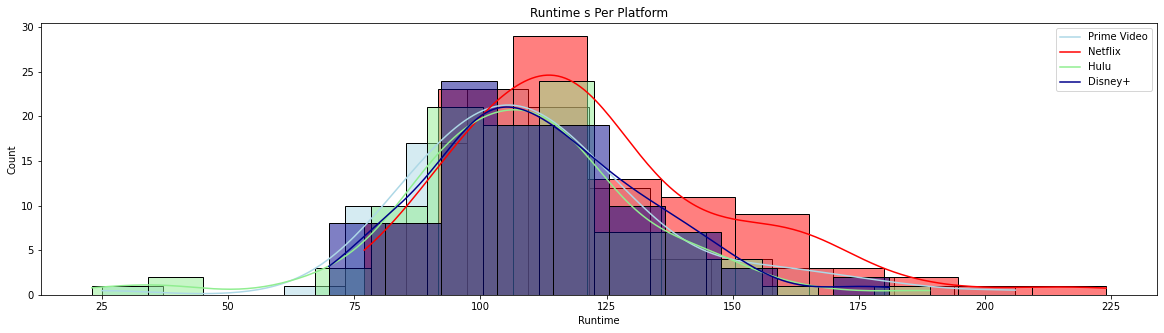 Runtime s Per Platform
30
25
20
15
10
5
0
Count
Prime Video
Netflix
Hulu
Disney+
25 50 75 100 125 150 175 200 225
Runtime